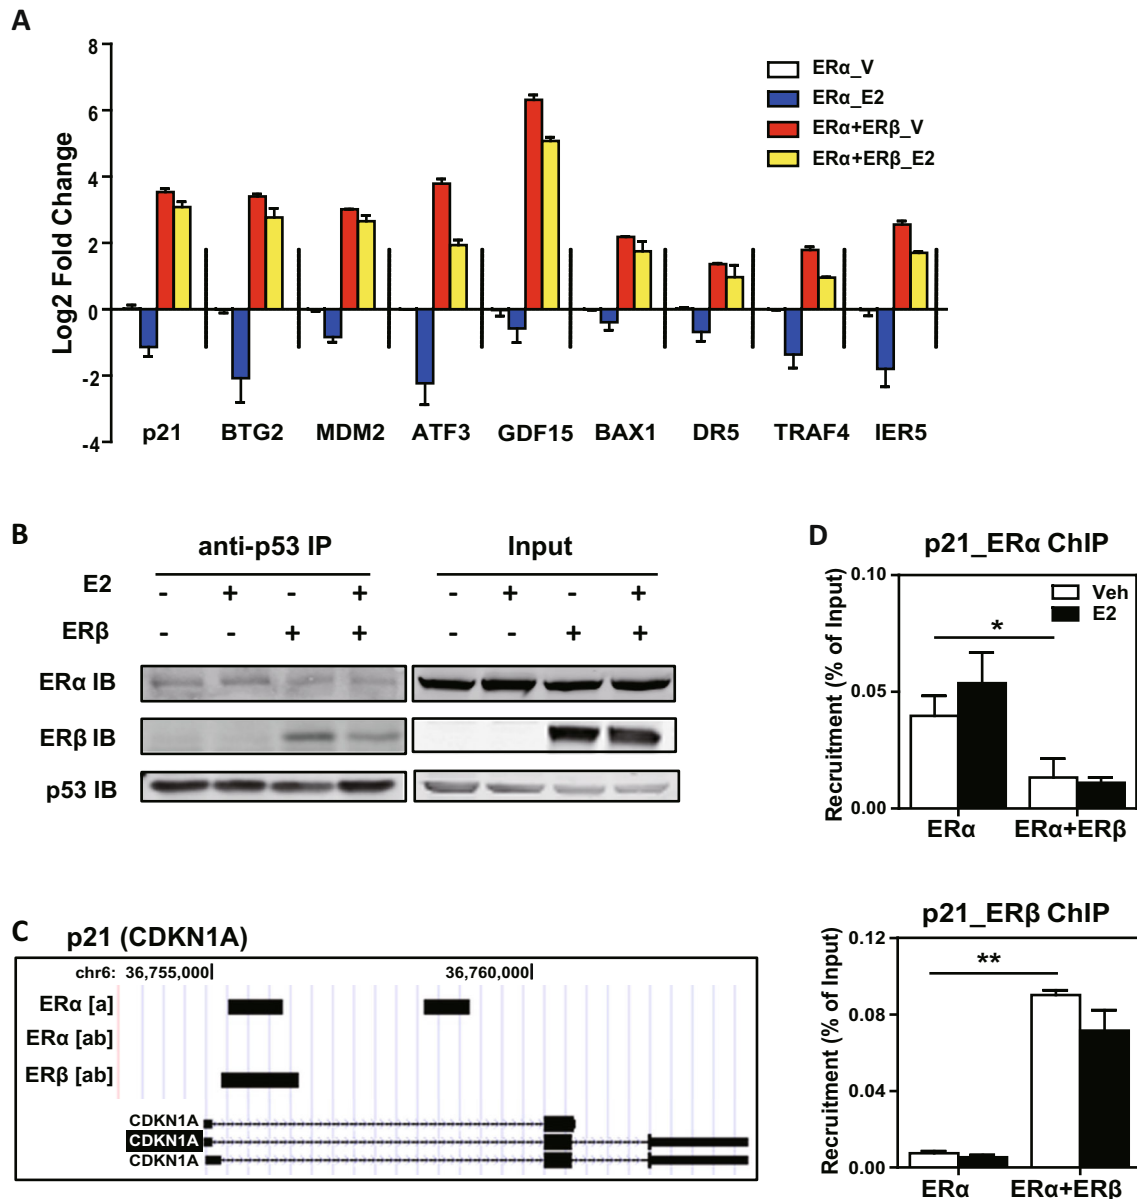 A
8
6
4
2
0
-2
-4
Log2 Fold Change
ERα_V
ERα_E2
ERα+ERβ_V
ERα+ERβ_E2
p21 BTG2 MDM2 ATF3 GDF15 BAX1 DR5 TRAF4 IER5
B
anti-p53 IP Input
E2 - + - + - + - +
ERβ - - + + - - + +
ERα IB
ERβ IB
p53 IB
C
p21 (CDKN1A)
chr6: 36,755,000 36,760,000
ERα [a]
ERα [ab]
ERβ [ab]
CDKN1A
CDKN1A
CDKN1A
D
p21_ERα ChIP
Recruitment (% of Input)
0.10
0.05
0.00
Veh
E2
*
ERα ERα+ERβ
p21_ERβ ChIP
Recruitment (% of Input)
0.12
0.08
0.04
0.00
**
ERα ERα+ERβ